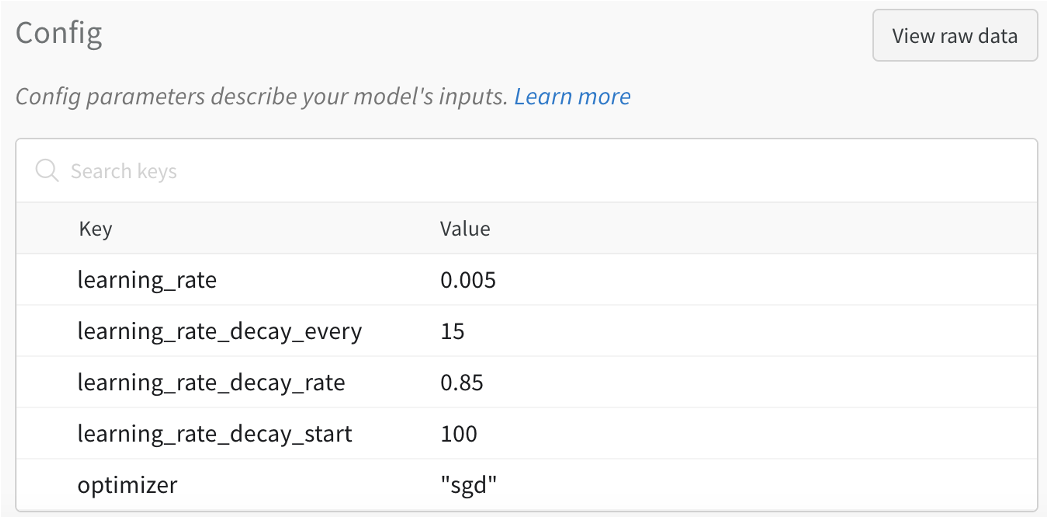 Config
View raw data
Config parameters describe your model's inputs. Learn more
Search keys
Key Value
learning_rate 0.005
learning_rate_decay_every 15
learning_rate_decay_rate 0.85
learning_rate_decay_start 100
optimizer "sgd"